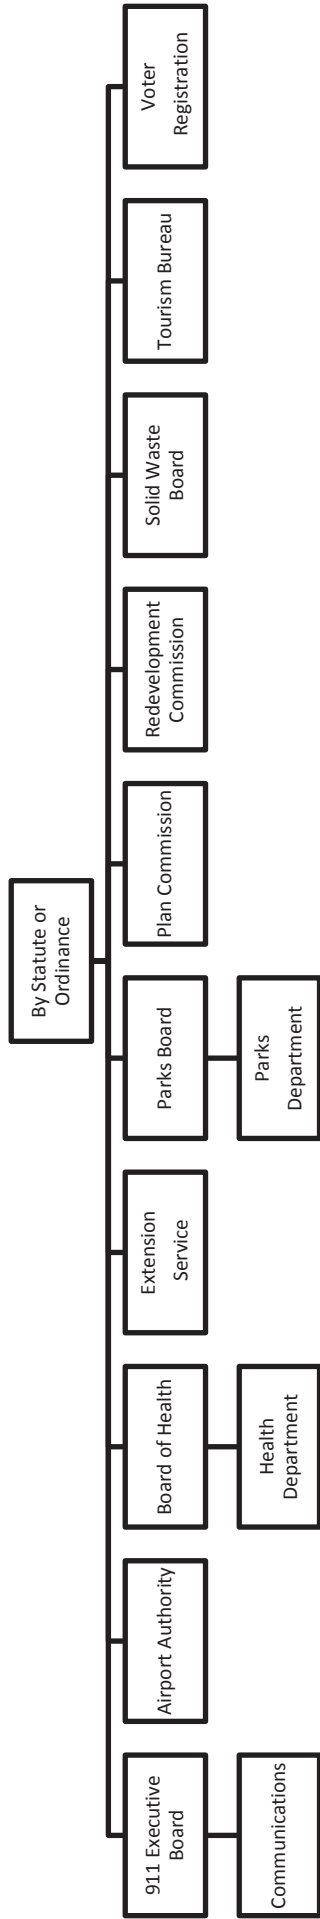 By Statute or
Ordinance
911 Executive
Board
Airport Authority
Board of Health
Extension
Service
Parks Board
Plan Commission
Redevelopment
Commission
Solid Waste
Board
Tourism Bureau
Voter
Registration
Communications
Health
Department
Parks
Department